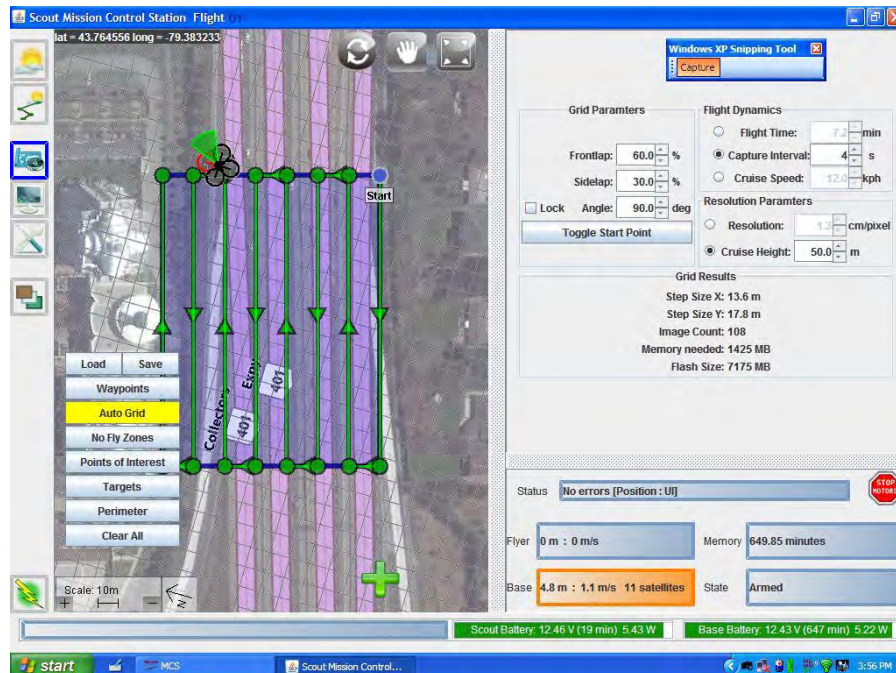 Scout Mission Control Station Flight UI
lat = 43.764556 long = -79.383233
Windows XP Snipping Tool
Capture
Grid Paramters
Frontlap: 60.0 %
Sidelap: 30.0 %
Lock Angle: 90.0 deg
Toggle Start Point
Flight Dynamics
Flight Time: 7.2 min
Capture Interval: 4 s
Cruise Speed: 12.0 kph
Resolution Paramters
Resolution: 1.3 cm/pixel
Cruise Height: 50.0 m
Grid Results
Step Size X: 13.6 m
Step Size Y: 17.8 m
Image Count: 108
Memory needed: 1425 MB
Flash Size: 7175 MB
Start
Load Save
Waypoints
Auto Grid
No Fly Zones
Points of Interest
Targets
Perimeter
Clear All
Collectors
Expy
401
401
Scale: 10m
N
Status No errors [Position : UI]
STOP
MOTORS
Flyer 0 m : 0 m/s Memory 649.85 minutes
Base 4.8 m : 1.1 m/s 11 satellites State Armed
Scout Battery: 12.46 V (19 min) 5.43 W Base Battery: 12.43 V (647 min) 5.22 W
start MCS Scout Mission Control... 3:56 PM